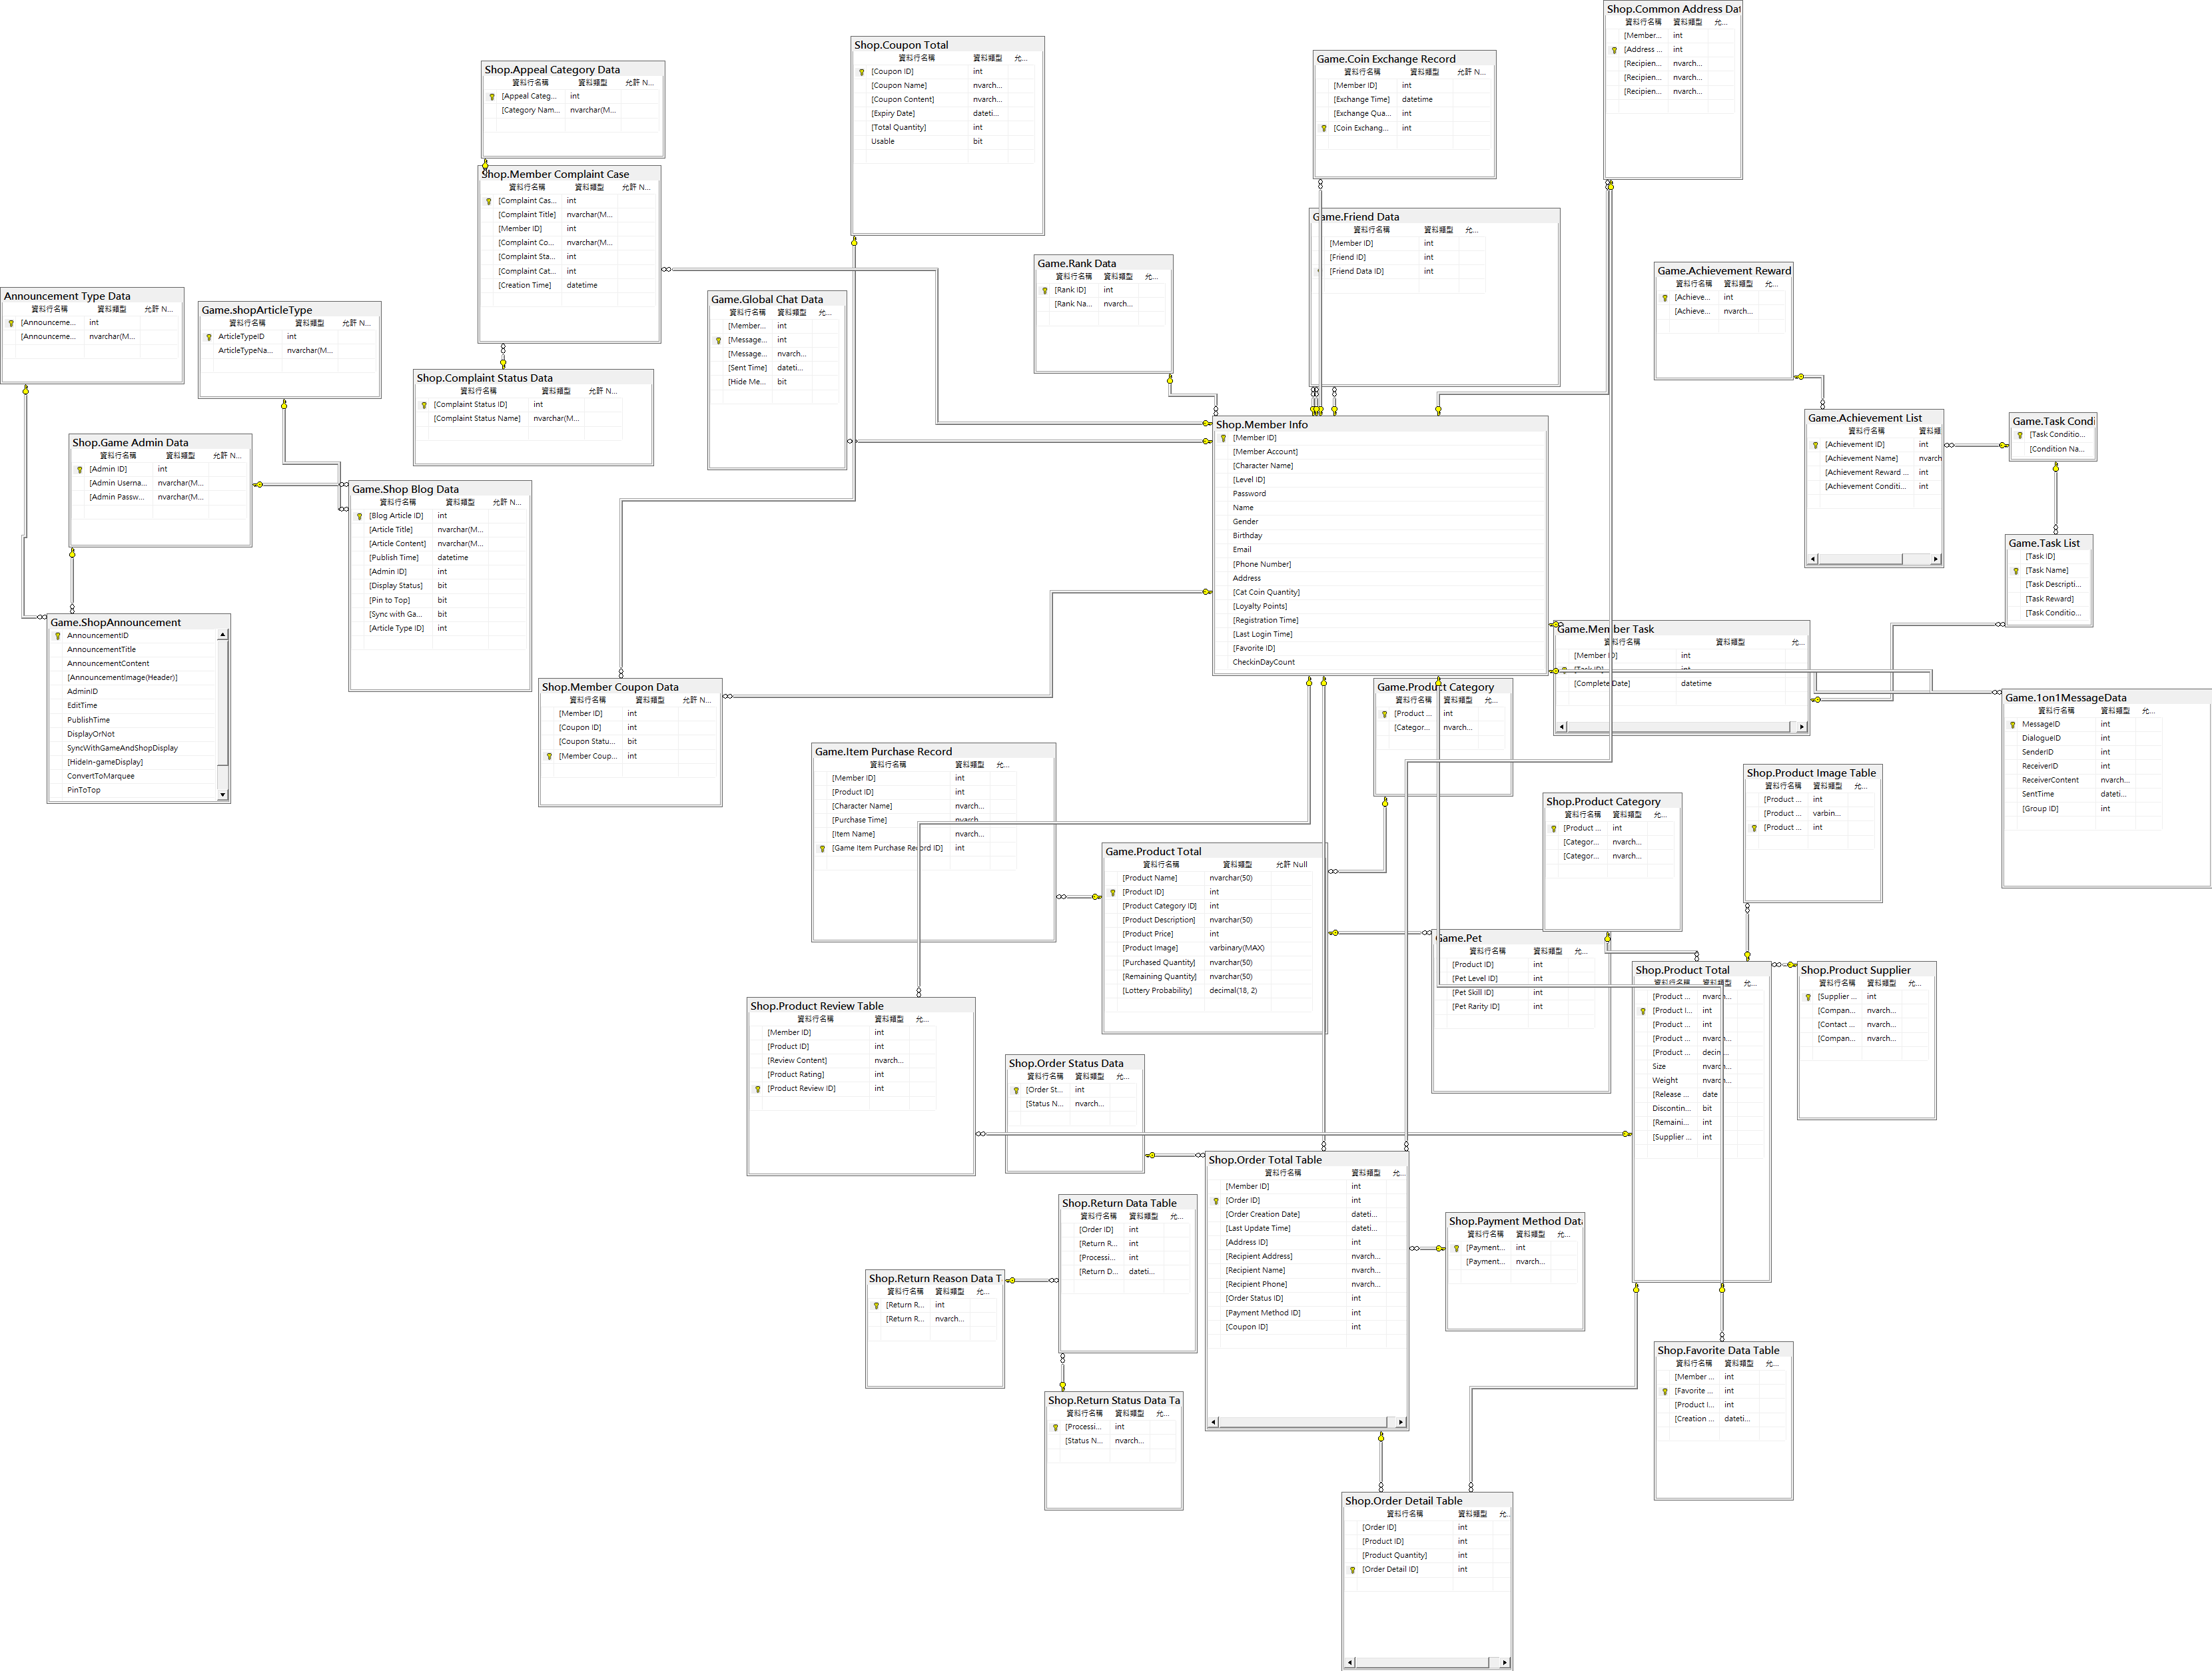 Shop.Common Address Dat
資料行名稱 資料類型 允...
[Member... int
[Address ... int
[Recipien... nvarch...
[Recipien... nvarch...
[Recipien... nvarch...
Shop.Coupon Total
資料行名稱 資料類型 允...
[Coupon ID] int
[Coupon Name] nvarch...
[Coupon Content] nvarch...
[Expiry Date] dateti...
[Total Quantity] int
Usable bit
Game.Coin Exchange Record
資料行名稱 資料類型 允許 N...
[Member ID] int
[Exchange Time] datetime
[Exchange Qua... int
[Coin Exchang... int
Shop.Appeal Category Data
資料行名稱 資料類型 允許 N...
[Appeal Categ... int
[Category Nam... nvarchar(M...
Shop.Member Complaint Case
資料行名稱 資料類型 允許 N...
[Complaint Cas... int
[Complaint Title] nvarchar(M...
[Member ID] int
[Complaint Co... nvarchar(M...
[Complaint Sta... int
[Complaint Cat... int
[Creation Time] datetime
Game.Friend Data
資料行名稱 資料類型 允...
[Member ID] int
[Friend ID] int
[Friend Data ID] int
Game.Rank Data
資料行名稱 資料類型 允...
[Rank ID] int
[Rank Na... nvarch...
Game.Achievement Reward
資料行名稱 資料類型 允...
[Achieve... int
[Achieve... nvarch...
Announcement Type Data
資料行名稱 資料類型 允許 N...
[Announceme... int
[Announceme... nvarchar(M...
Game.shopArticleType
資料行名稱 資料類型 允許 N...
ArticleTypeID int
ArticleTypeNa... nvarchar(M...
Game.Global Chat Data
資料行名稱 資料類型 允...
[Member... int
[Message... int
[Message... nvarch...
[Sent Time] dateti...
[Hide Me... bit
Shop.Complaint Status Data
資料行名稱 資料類型 允許 N...
[Complaint Status ID] int
[Complaint Status Name] nvarchar(M...
Shop.Member Info
[Member ID]
[Member Account]
[Character Name]
[Level ID]
Password
Name
Gender
Birthday
Email
[Phone Number]
Address
[Cat Coin Quantity]
[Loyalty Points]
[Registration Time]
[Last Login Time]
[Favorite ID]
CheckinDayCount
Game.Achievement List
資料行名稱 資料類
[Achievement ID] int
[Achievement Name] nvarch
[Achievement Reward ... int
[Achievement Conditi... int
Game.Task Condi
[Task Conditio...
[Condition Na...
Shop.Game Admin Data
資料行名稱 資料類型 允許 N...
[Admin ID] int
[Admin Userna... nvarchar(M...
[Admin Passw... nvarchar(M...
Game.Shop Blog Data
資料行名稱 資料類型 允許 N...
[Blog Article ID] int
[Article Title] nvarchar(M...
[Article Content] nvarchar(M...
[Publish Time] datetime
[Admin ID] int
[Display Status] bit
[Pin to Top] bit
[Sync with Ga... bit
[Article Type ID] int
Game.Task List
[Task ID]
[Task Name]
[Task Descripti...
[Task Reward]
[Task Conditio...
Game.ShopAnnouncement
AnnouncementID
AnnouncementTitle
AnnouncementContent
[AnnouncementImage(Header)]
AdminID
EditTime
PublishTime
DisplayOrNot
SyncWithGameAndShopDisplay
[HideIn-gameDisplay]
ConvertToMarquee
PinToTop
Game.Member Task
資料行名稱 資料類型 允...
[Member ID] int
[Task ID] int
[Complete Date] datetime
Shop.Member Coupon Data
資料行名稱 資料類型 允許 N...
[Member ID] int
[Coupon ID] int
[Coupon Statu... bit
[Member Coup... int
Game.Product Category
資料行名稱 資料類型 允...
[Product ... int
[Categor... nvarch...
Game.1on1MessageData
資料行名稱 資料類型 允...
MessageID int
DialogueID int
SenderID int
ReceiverID int
ReceiverContent nvarch...
SentTime dateti...
[Group ID] int
Game.Item Purchase Record
資料行名稱 資料類型 允...
[Member ID] int
[Product ID] int
[Character Name] nvarch...
[Purchase Time] nvarch...
[Item Name] nvarch...
[Game Item Purchase Record ID] int
Shop.Product Image Table
資料行名稱 資料類型 允...
[Product ... int
[Product ... varbin...
[Product ... int
Shop.Product Category
資料行名稱 資料類型 允...
[Product ... int
[Categor... nvarch...
[Categor... nvarch...
Game.Product Total
資料行名稱 資料類型 允許 Null
[Product Name] nvarchar(50)
[Product ID] int
[Product Category ID] int
[Product Description] nvarchar(50)
[Product Price] int
[Product Image] varbinary(MAX)
[Purchased Quantity] nvarchar(50)
[Remaining Quantity] nvarchar(50)
[Lottery Probability] decimal(18, 2)
Game.Pet
資料行名稱 資料類型 允...
[Product ID] int
[Pet Level ID] int
[Pet Skill ID] int
[Pet Rarity ID] int
Shop.Product Total
資料行名稱 資料類型 允...
[Product ... nvarch...
[Product I... int
[Product ... int
[Product ... nvarch...
[Product ... decim...
Size nvarch...
Weight nvarch...
[Release ... date
Discontin... bit
[Remaini... int
[Supplier ... int
Shop.Product Supplier
資料行名稱 資料類型 允...
[Supplier ... int
[Compan... nvarch...
[Contact ... nvarch...
[Compan... nvarch...
Shop.Product Review Table
資料行名稱 資料類型 允...
[Member ID] int
[Product ID] int
[Review Content] nvarch...
[Product Rating] int
[Product Review ID] int
Shop.Order Status Data
資料行名稱 資料類型 允...
[Order St... int
[Status N... nvarch...
Shop.Order Total Table
資料行名稱 資料類型 允...
[Member ID] int
[Order ID] int
[Order Creation Date] dateti...
[Last Update Time] dateti...
[Address ID] int
[Recipient Address] nvarch...
[Recipient Name] nvarch...
[Recipient Phone] nvarch...
[Order Status ID] int
[Payment Method ID] int
[Coupon ID] int
Shop.Return Data Table
資料行名稱 資料類型 允...
[Order ID] int
[Return R... int
[Processi... int
[Return D... dateti...
Shop.Payment Method Data
資料行名稱 資料類型 允...
[Payment... int
[Payment... nvarch...
Shop.Return Reason Data T
資料行名稱 資料類型 允...
[Return R... int
[Return R... nvarch...
Shop.Favorite Data Table
資料行名稱 資料類型 允...
[Member ... int
[Favorite ... int
[Product I... int
[Creation ... dateti...
Shop.Return Status Data Ta
資料行名稱 資料類型 允...
[Processi... int
[Status N... nvarch...
Shop.Order Detail Table
資料行名稱 資料類型 允...
[Order ID] int
[Product ID] int
[Product Quantity] int
[Order Detail ID] int